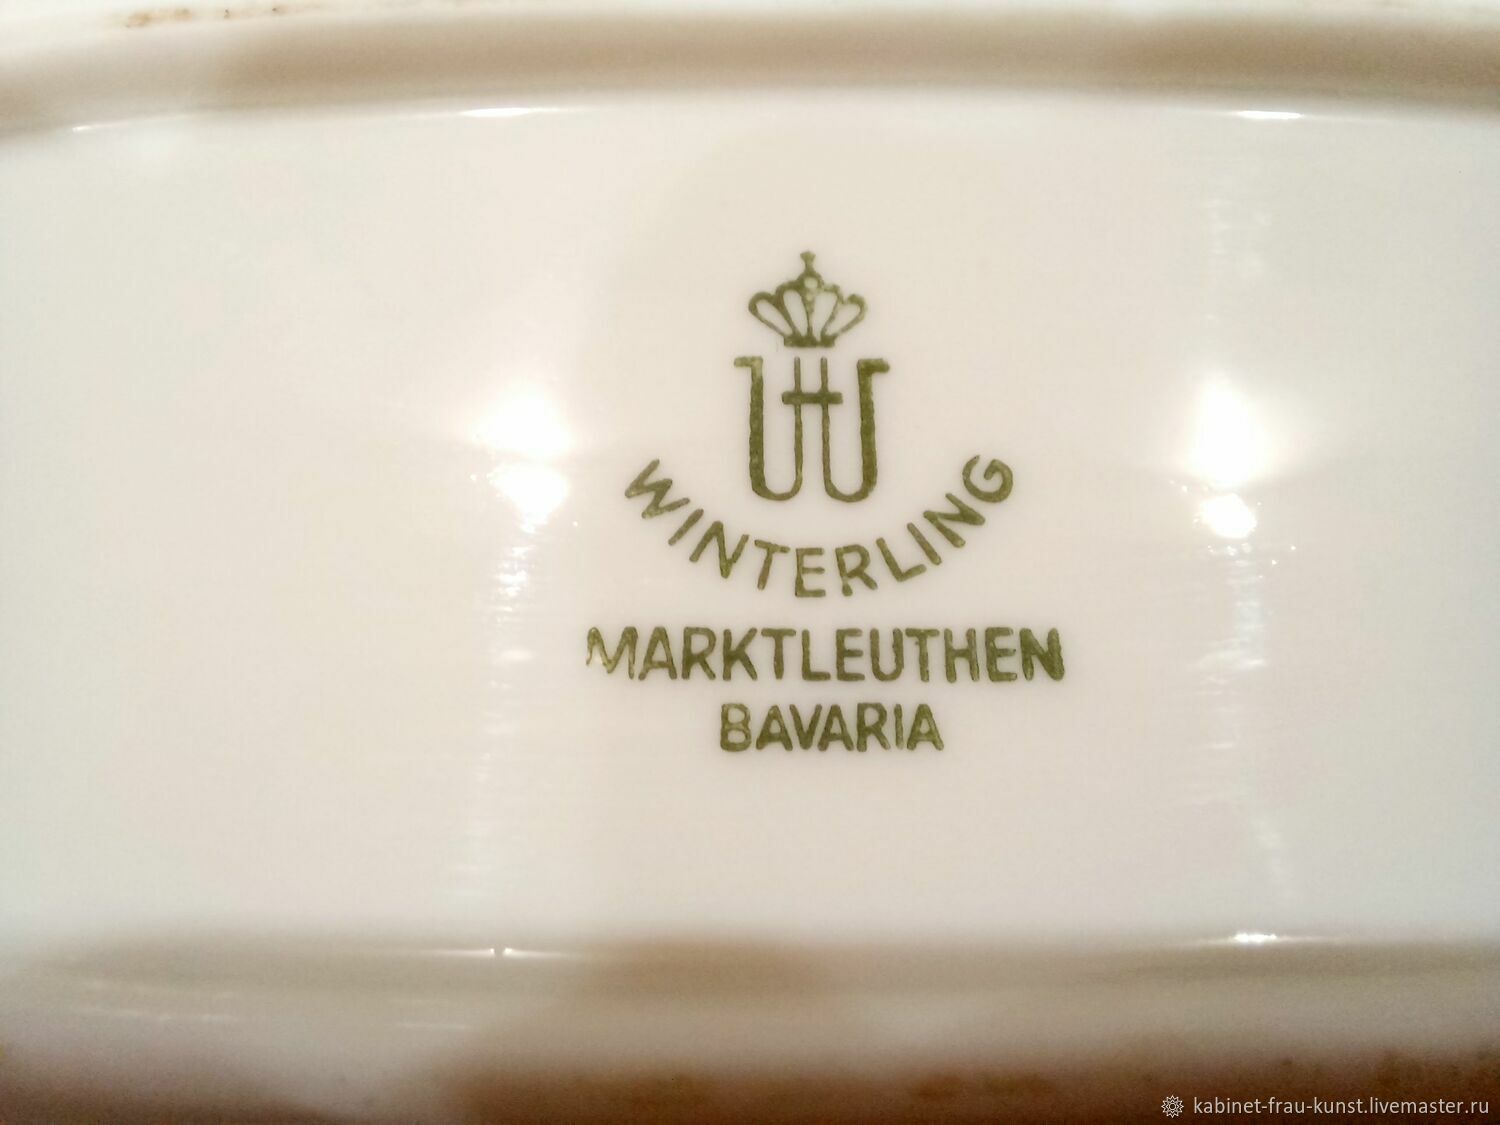 WINTERLING
MARKTLEUTHEN
BAVARIA
kabinet-frau-kunst.livemaster.ru